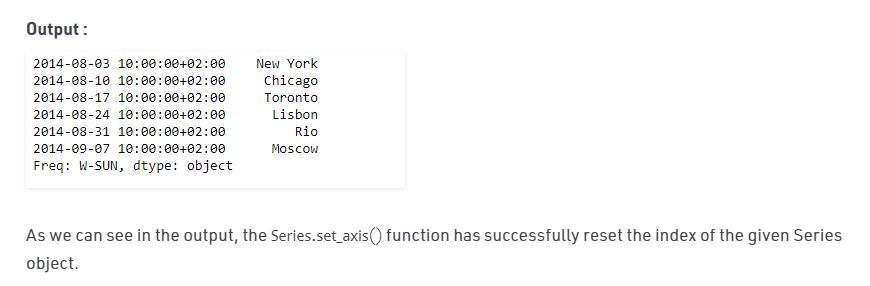 Output :
2014-08-03 10:00:00+02:00    New York
2014-08-10 10:00:00+02:00     Chicago
2014-08-17 10:00:00+02:00     Toronto
2014-08-24 10:00:00+02:00      Lisbon
2014-08-31 10:00:00+02:00         Rio
2014-09-07 10:00:00+02:00      Moscow
Freq: W-SUN, dtype: object
As we can see in the output, the Series.set_axis() function has successfully reset the index of the given Series
object.